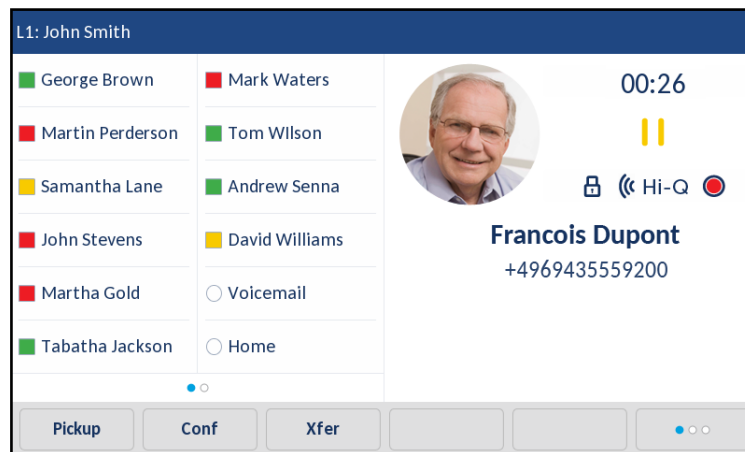 L1: John Smith
George Brown
Martin Perderson
Samantha Lane
John Stevens
Martha Gold
Tabatha Jackson
Mark Waters
Tom WIlson
Andrew Senna
David Williams
Voicemail
Home
00:26
Hi-Q
Francois Dupont
+4969435559200
Pickup
Conf
Xfer